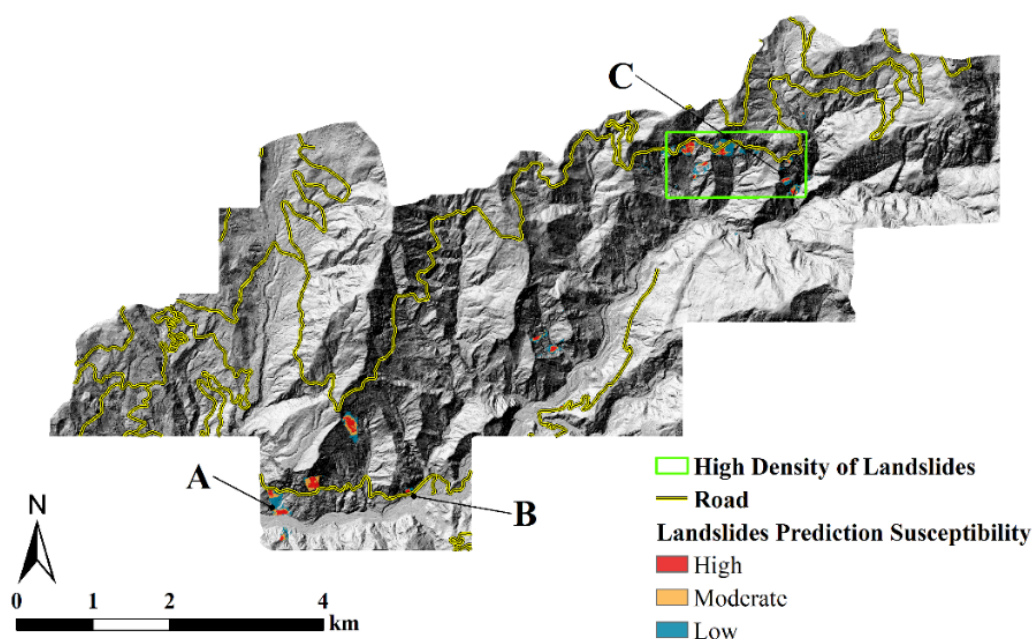 C
A
B
N
0 1 2 4
km
High Density of Landslides
Road
Landslides Prediction Susceptibility
High
Moderate
Low